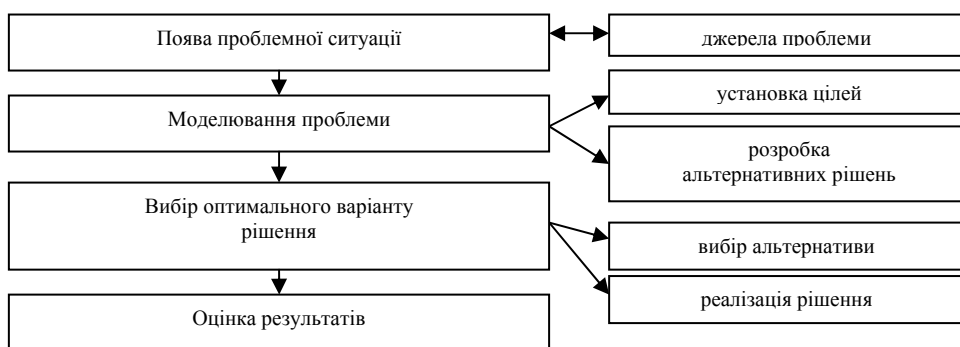 Поява проблемної ситуації
джерела проблеми
Моделювання проблеми
установка цілей
розробка
альтернативних рішень
Вибір оптимального варіанту
рішення
вибір альтернативи
реалізація рішення
Оцінка результатів